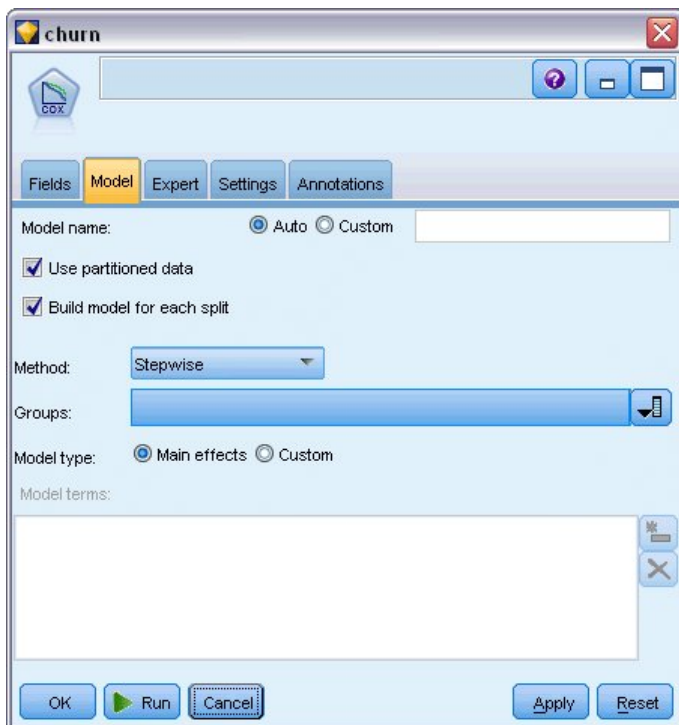 churn
COX
Fields Model Expert Settings Annotations
Model name: Auto Custom
Use partitioned data
Build model for each split
Method: Stepwise
Groups:
Model type: Main effects Custom
Model terms:
OK Run Cancel Apply Reset